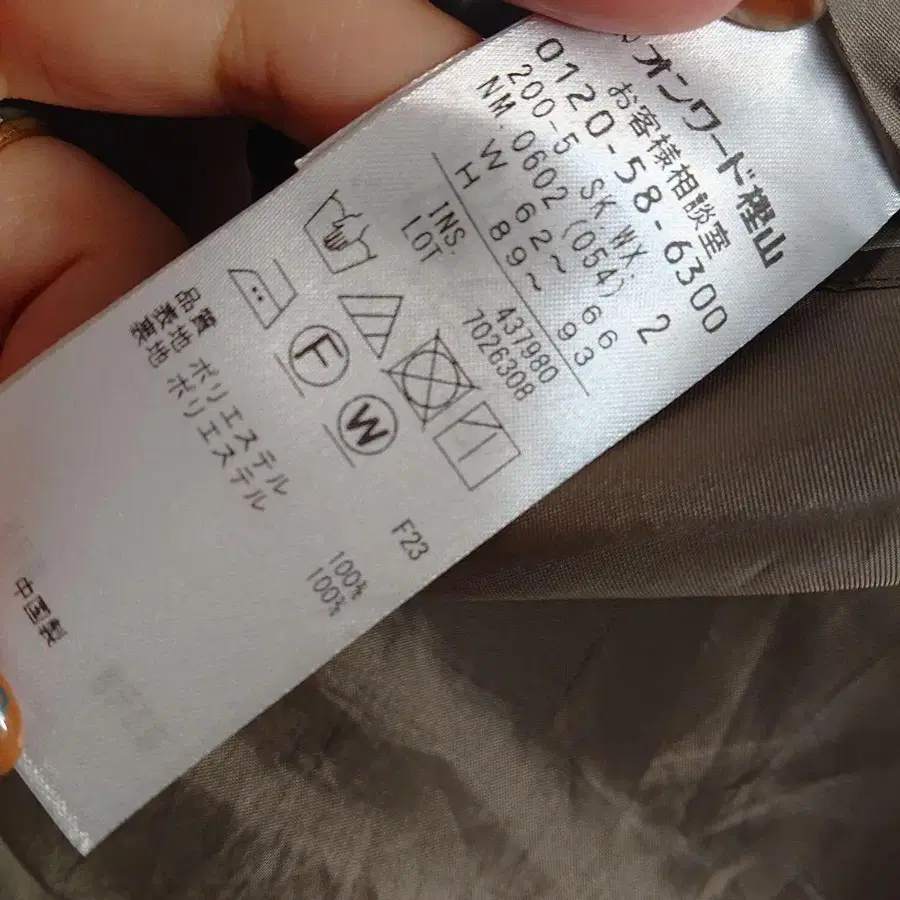 オンワード樫山
お客様相談室
0120-58-6300
200-5 SK.WX. 2
NM.0602 (054)
W 62~ 66
H 89~ 93
INS. 437980
LOT 7026308
F
W
F23
品質
表地 ポリエステル 100%
裏地 ポリエステル 100%
中国製